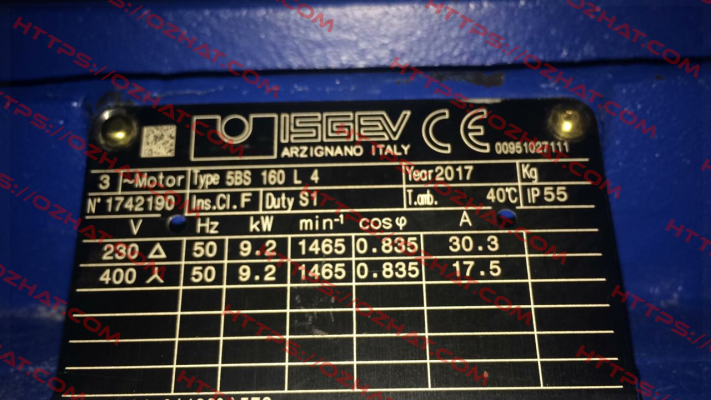 ISGEV
ARZIGNANO ITALY
CE
00951027111
3 ~Motor Type 5BS 160 L 4 Year 2017 Kg
N° 1742190 Ins.Cl.F Duty S1 T.amb. 40°C IP 55
V Hz kW min-1 cosφ A
230 Δ 50 9.2 1465 0.835 30.3
400 人 50 9.2 1465 0.835 17.5
HTTPS://OZHAT.COM